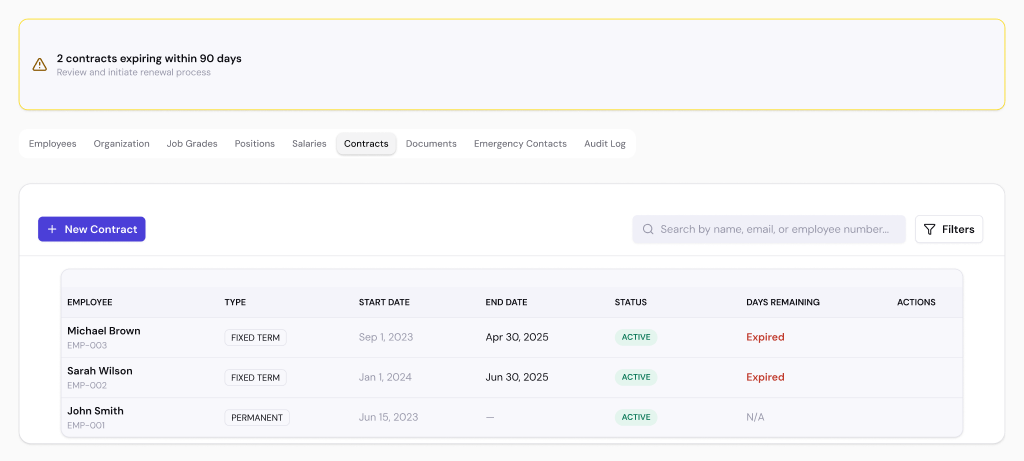 2 contracts expiring within 90 days
Review and initiate renewal process
Employees Organization Job Grades Positions Salaries Contracts Documents Emergency Contacts Audit Log
+ New Contract Search by name, email, or employee number... Filters
EMPLOYEE TYPE START DATE END DATE STATUS DAYS REMAINING ACTIONS
Michael Brown
EMP-003 FIXED TERM Sep 1, 2023 Apr 30, 2025 ACTIVE Expired
Sarah Wilson
EMP-002 FIXED TERM Jan 1, 2024 Jun 30, 2025 ACTIVE Expired
John Smith
EMP-001 PERMANENT Jun 15, 2023 — ACTIVE N/A